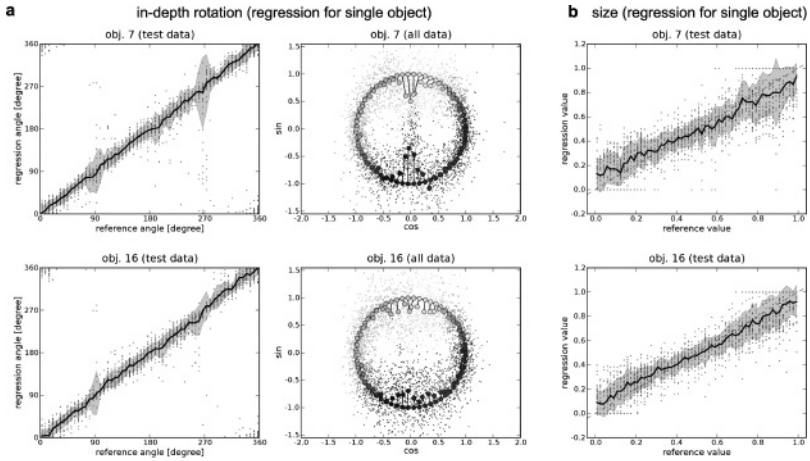 a in-depth rotation (regression for single object)
b size (regression for single object)
obj. 7 (test data)
regression angle [degree]
360
270
180
90
0
0 90 180 270 360
reference angle [degree]
obj. 7 (all data)
sin
1.5
1.0
0.5
0.0
-0.5
-1.0
-1.5
-2.0 -1.5 -1.0 -0.5 0.0 0.5 1.0 1.5 2.0
cos
obj. 7 (test data)
regression value
1.2
1.0
0.8
0.6
0.4
0.2
0.0
-0.2
0.0 0.2 0.4 0.6 0.8 1.0
reference value
obj. 16 (test data)
regression angle [degree]
360
270
180
90
0
0 90 180 270 360
reference angle [degree]
obj. 16 (all data)
sin
1.5
1.0
0.5
0.0
-0.5
-1.0
-1.5
-2.0 -1.5 -1.0 -0.5 0.0 0.5 1.0 1.5 2.0
cos
obj. 16 (test data)
regression value
1.2
1.0
0.8
0.6
0.4
0.2
0.0
-0.2
0.0 0.2 0.4 0.6 0.8 1.0
reference value